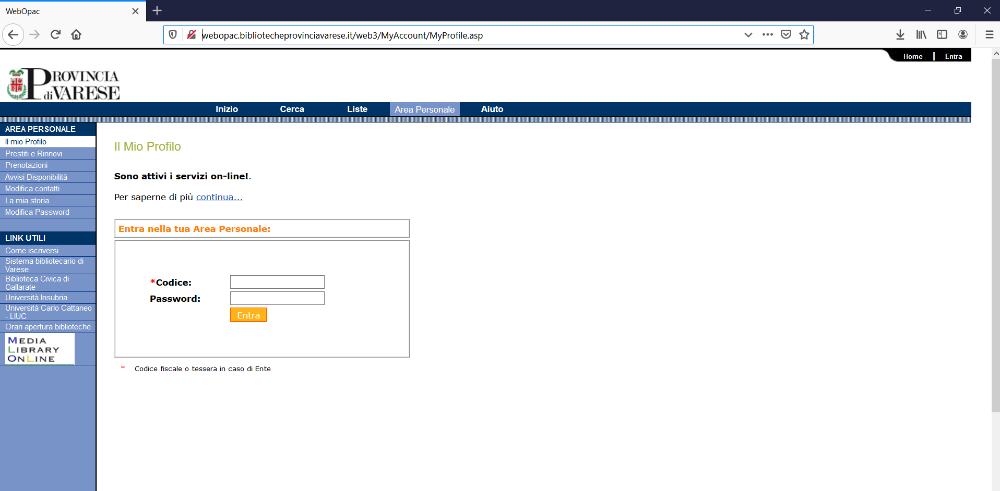 WebOpac
webopac.bibliotecheprovinciavarese.it/web3/MyAccount/MyProfile.asp
Home | Entra
PROVINCIA
di VARESE
Inizio Cerca Liste Area Personale Aiuto
AREA PERSONALE
Il mio Profilo
Prestiti e Rinnovi
Prenotazioni
Avvisi Disponibilità
Modifica contatti
La mia storia
Modifica Password
LINK UTILI
Come iscriversi
Sistema bibliotecario di
Varese
Biblioteca Civica di
Gallarate
Università Insubria
Università Carlo Cattaneo
- LIUC
Orari apertura biblioteche
MEDIA
LIBRARY
ONLINE
Il Mio Profilo
Sono attivi i servizi on-line!.
Per saperne di più continua...
Entra nella tua Area Personale:
*Codice:
Password:
Entra
* Codice fiscale o tessera in caso di Ente